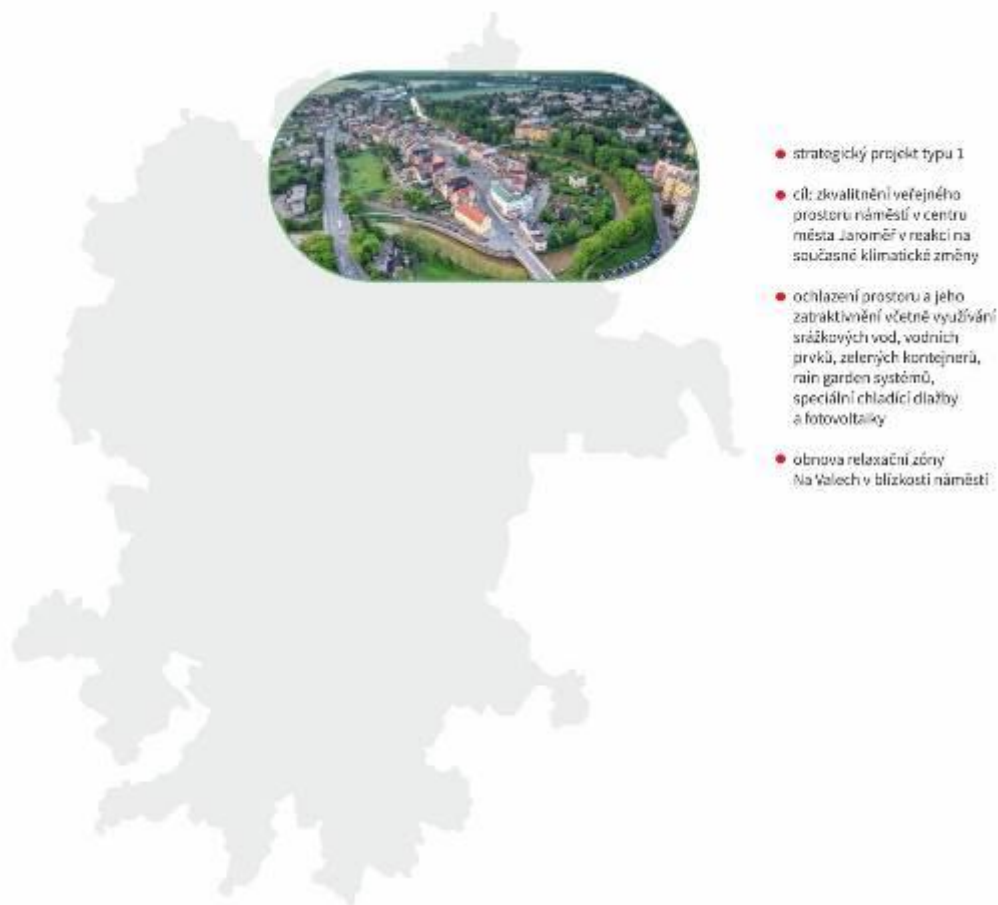 strategický projekt typu 1
cíl: zkvalitnění veřejného
prostoru náměstí v centru
města Jaroměř v reakci na
současné klimatické změny
ochlazení prostoru a jeho
zatraktivnění včetně využívání
srážkových vod, vodních
prvků, zelených kontejnerů,
rain garden systémů,
speciální chladící dlažby
a fotovoltaiky
obnova relaxační zóny
Na Valech v blízkosti náměstí